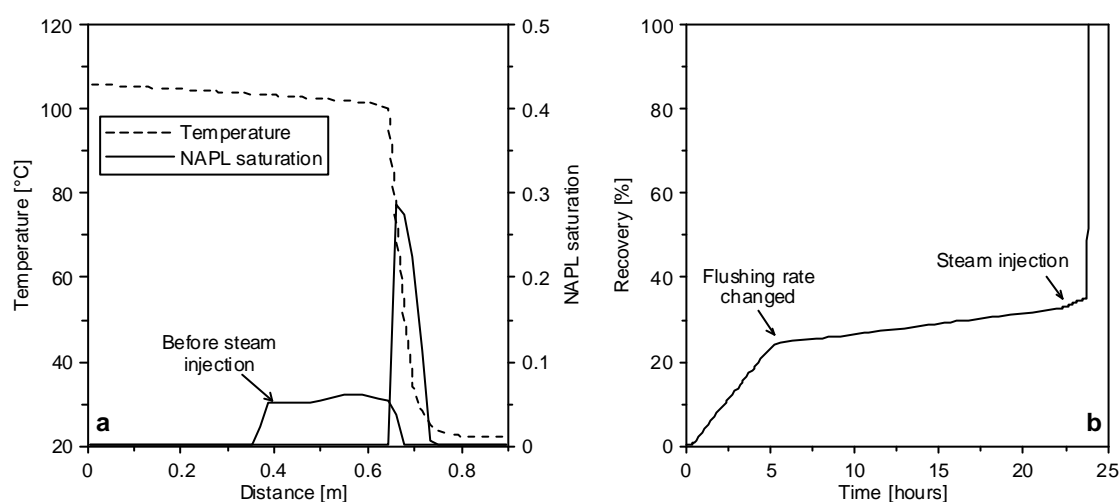 120
100
80
60
40
20
Temperature [°C]
0.5
0.4
0.3
0.2
0.1
0
NAPL saturation
Temperature
NAPL saturation
Before steam
injection
a
0
0.2
0.4
0.6
0.8
Distance [m]
100
80
60
40
20
0
Recovery [%]
Flushing rate
changed
Steam injection
b
0
5
10
15
20
25
Time [hours]